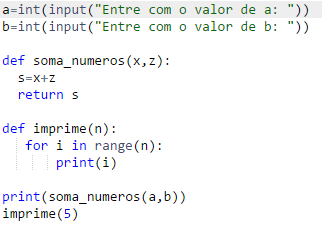 a=int(input("Entre com o valor de a: "))
b=int(input("Entre com o valor de b: "))
def soma_numeros(x,z):
  s=x+z
  return s
def imprime(n):
   for i in range(n):
       print(i)
print(soma_numeros(a,b))
imprime(5)